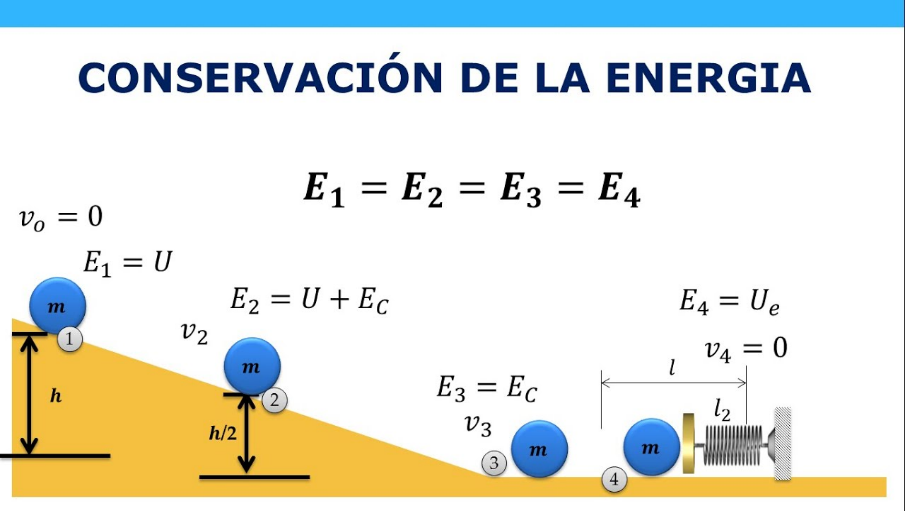 CONSERVACIÓN DE LA ENERGIA
E₁ = E₂ = E₃ = E₄
vₒ = 0
E₁ = U
m
1
h
E₂ = U + E_C
v₂
m
2
h/2
E₃ = E_C
v₃
m
3
E₄ = Uₑ
v₄ = 0
l
l₂
m
4